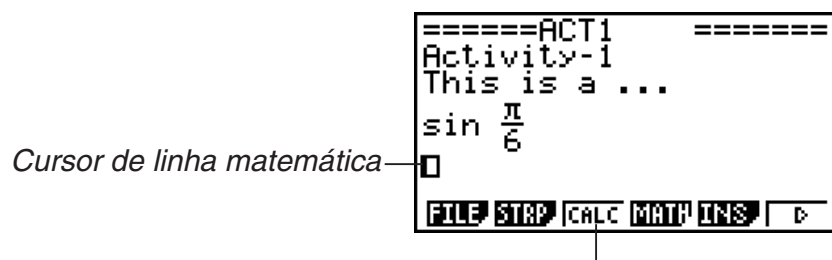 ======ACT1 =======
Activity-1
This is a ...
sin π/6
Cursor de linha matemática
FILE STRP CALC MATH INS ▷